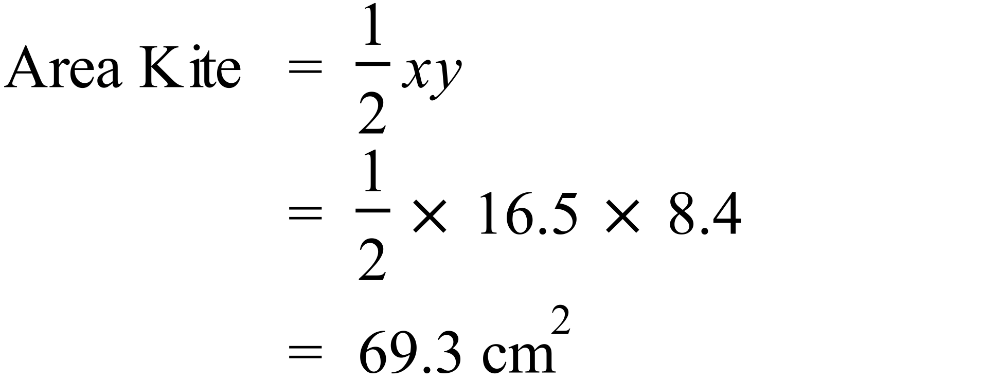 Area Kite = 1/2 xy
= 1/2 × 16.5 × 8.4
= 69.3 cm²